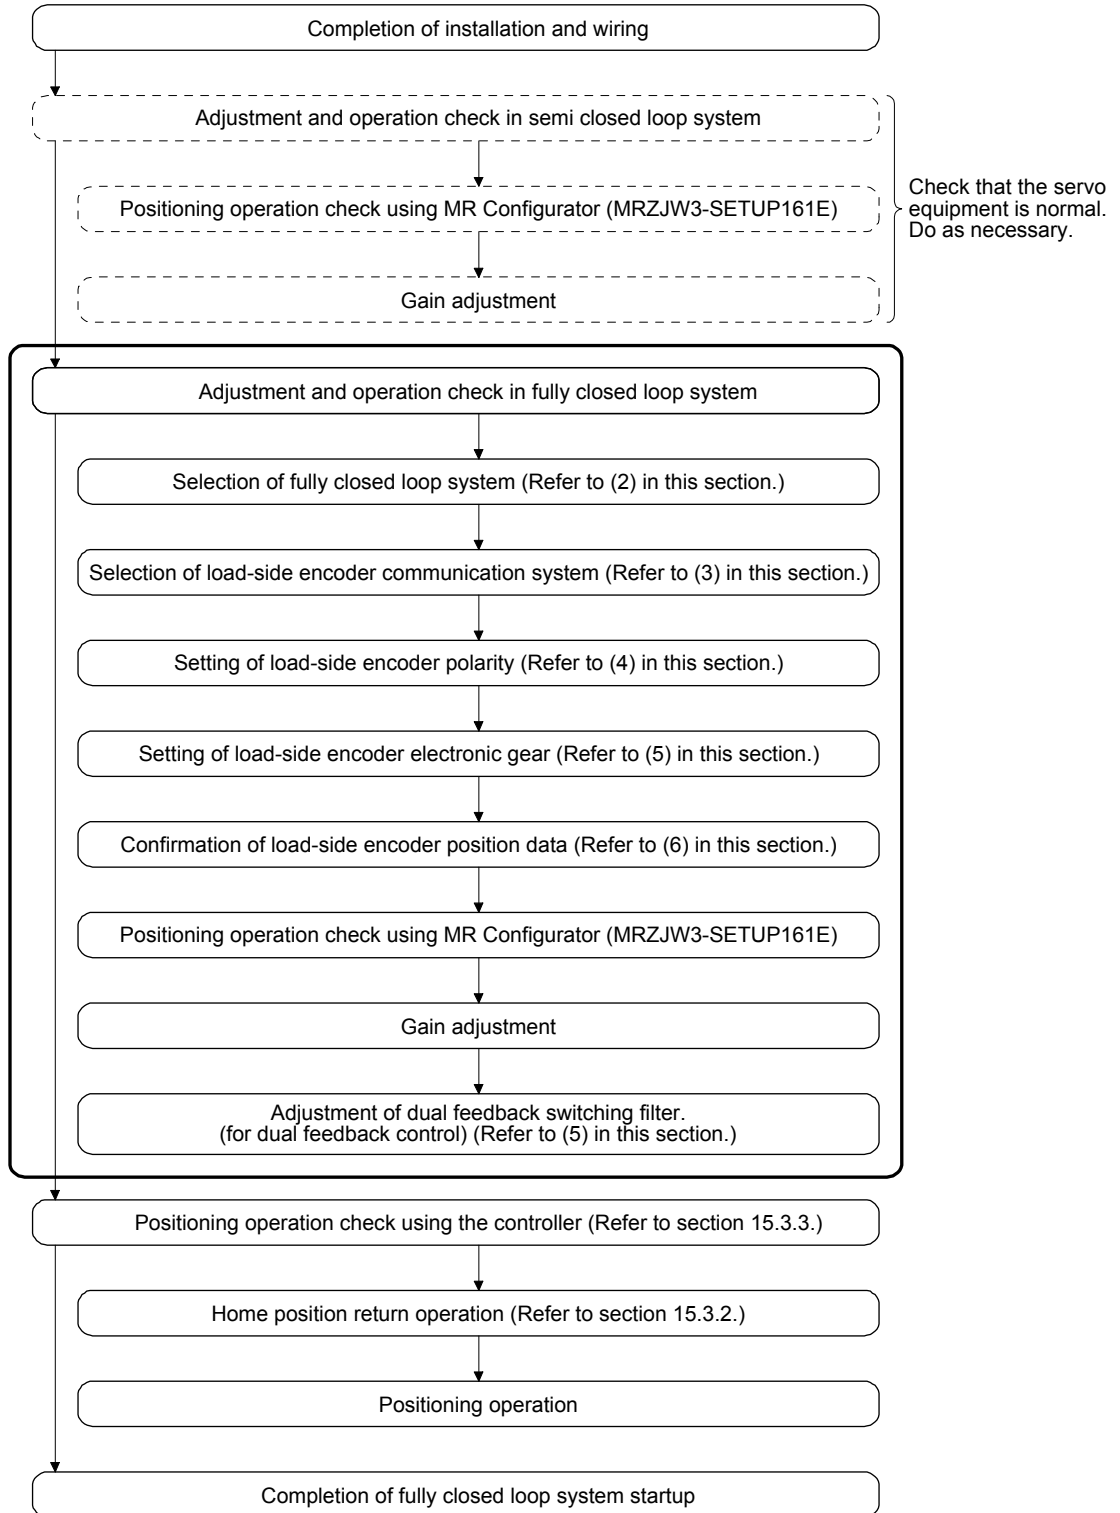 Completion of installation and wiring
Adjustment and operation check in semi closed loop system
Positioning operation check using MR Configurator (MRZJW3-SETUP161E)
Gain adjustment
Check that the servo
equipment is normal.
Do as necessary.
Adjustment and operation check in fully closed loop system
Selection of fully closed loop system (Refer to (2) in this section.)
Selection of load-side encoder communication system (Refer to (3) in this section.)
Setting of load-side encoder polarity (Refer to (4) in this section.)
Setting of load-side encoder electronic gear (Refer to (5) in this section.)
Confirmation of load-side encoder position data (Refer to (6) in this section.)
Positioning operation check using MR Configurator (MRZJW3-SETUP161E)
Gain adjustment
Adjustment of dual feedback switching filter.
(for dual feedback control) (Refer to (5) in this section.)
Positioning operation check using the controller (Refer to section 15.3.3.)
Home position return operation (Refer to section 15.3.2.)
Positioning operation
Completion of fully closed loop system startup